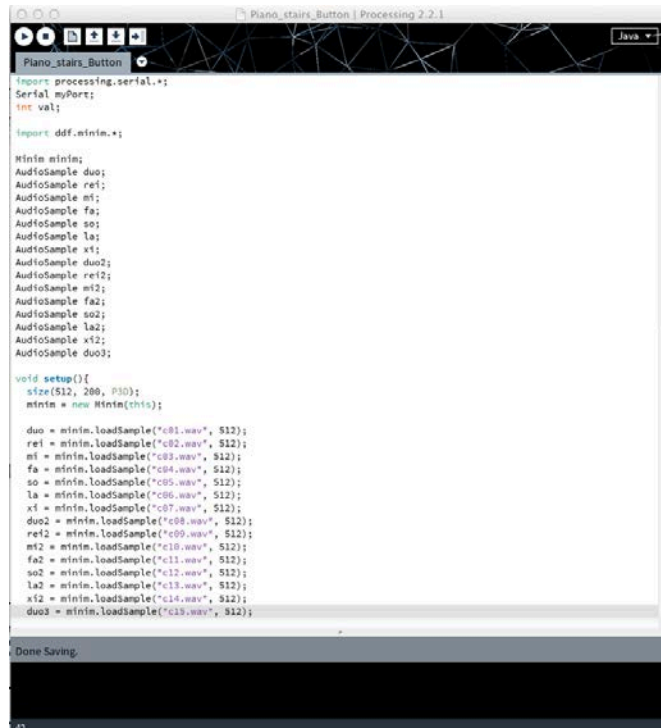 Piano_stairs_Button | Processing 2.2.1
Java
Piano_stairs_Button
import processing.serial.*;
Serial myPort;
int val;
import ddf.minim.*;
Minim minim;
AudioSample duo;
AudioSample rei;
AudioSample mi;
AudioSample fa;
AudioSample so;
AudioSample la;
AudioSample xi;
AudioSample duo2;
AudioSample rei2;
AudioSample mi2;
AudioSample fa2;
AudioSample so2;
AudioSample la2;
AudioSample xi2;
AudioSample duo3;
void setup(){
size(512, 200, P3D);
minim = new Minim(this);
duo = minim.loadSample("c01.wav", 512);
rei = minim.loadSample("c02.wav", 512);
mi = minim.loadSample("c03.wav", 512);
fa = minim.loadSample("c04.wav", 512);
so = minim.loadSample("c05.wav", 512);
la = minim.loadSample("c06.wav", 512);
xi = minim.loadSample("c07.wav", 512);
duo2 = minim.loadSample("c08.wav", 512);
rei2 = minim.loadSample("c09.wav", 512);
mi2 = minim.loadSample("c10.wav", 512);
fa2 = minim.loadSample("c11.wav", 512);
so2 = minim.loadSample("c12.wav", 512);
la2 = minim.loadSample("c13.wav", 512);
xi2 = minim.loadSample("c14.wav", 512);
duo3 = minim.loadSample("c15.wav", 512);
Done Saving.